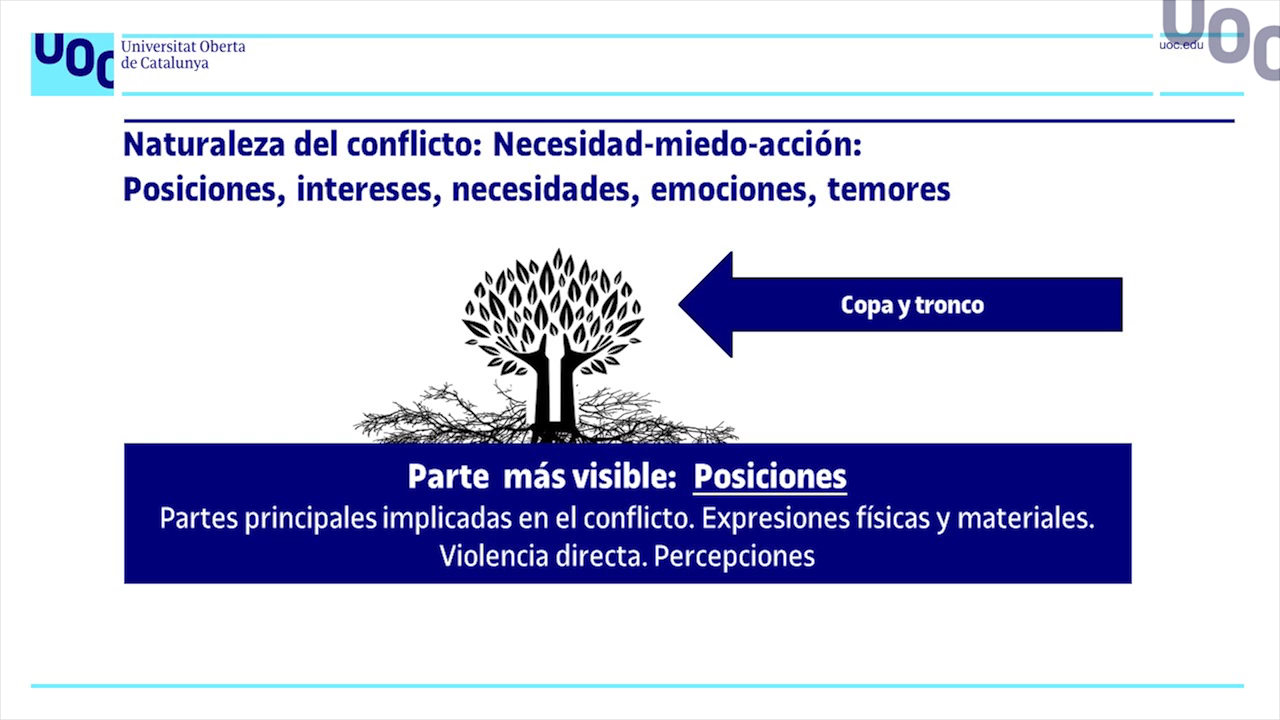 UOC
Universitat Oberta
de Catalunya
uoc.edu
UOC
Naturaleza del conflicto: Necesidad-miedo-acción:
Posiciones, intereses, necesidades, emociones, temores
Copa y tronco
Parte más visible: Posiciones
Partes principales implicadas en el conflicto. Expresiones físicas y materiales.
Violencia directa. Percepciones